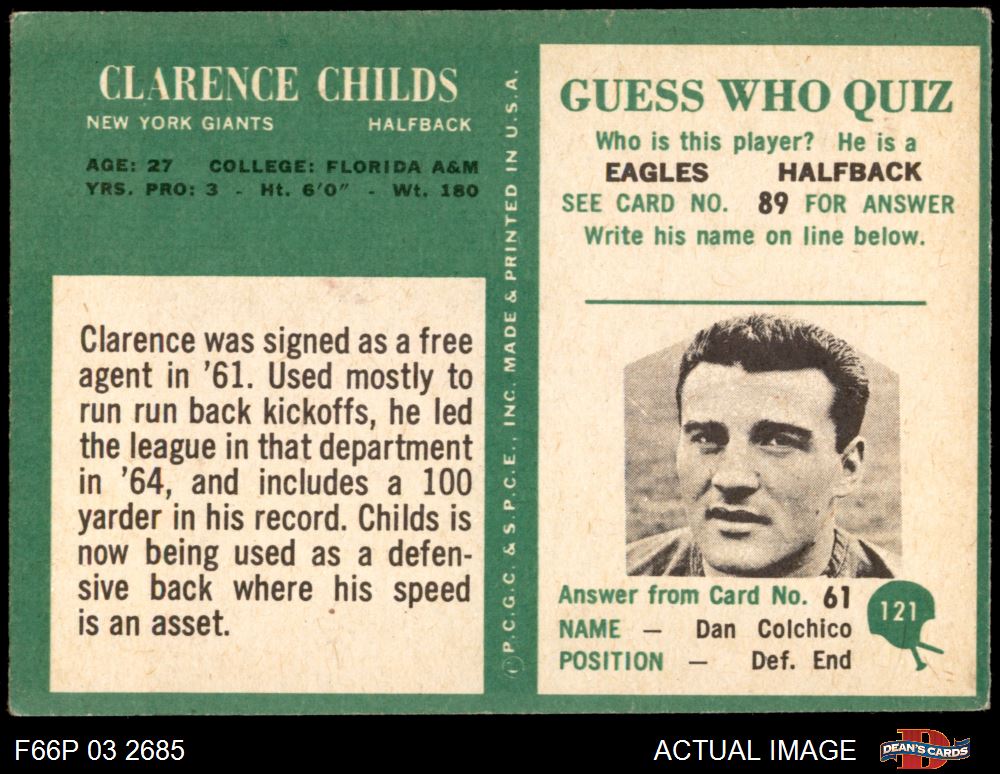 CLARENCE CHILDS
NEW YORK GIANTS HALFBACK
AGE: 27 COLLEGE: FLORIDA A&M
YRS. PRO: 3 - Ht. 6'0" - Wt. 180
Clarence was signed as a free
agent in '61. Used mostly to
run run back kickoffs, he led
the league in that department
in '64, and includes a 100
yarder in his record. Childs is
now being used as a defen-
sive back where his speed
is an asset.
©P.C.G.C. & S.P.C.E., INC. MADE & PRINTED IN U.S.A.
GUESS WHO QUIZ
Who is this player? He is a
EAGLES HALFBACK
SEE CARD NO. 89 FOR ANSWER
Write his name on line below.
Answer from Card No. 61
NAME — Dan Colchico
POSITION — Def. End
121
F66P 03 2685
ACTUAL IMAGE
DEAN'S CARDS